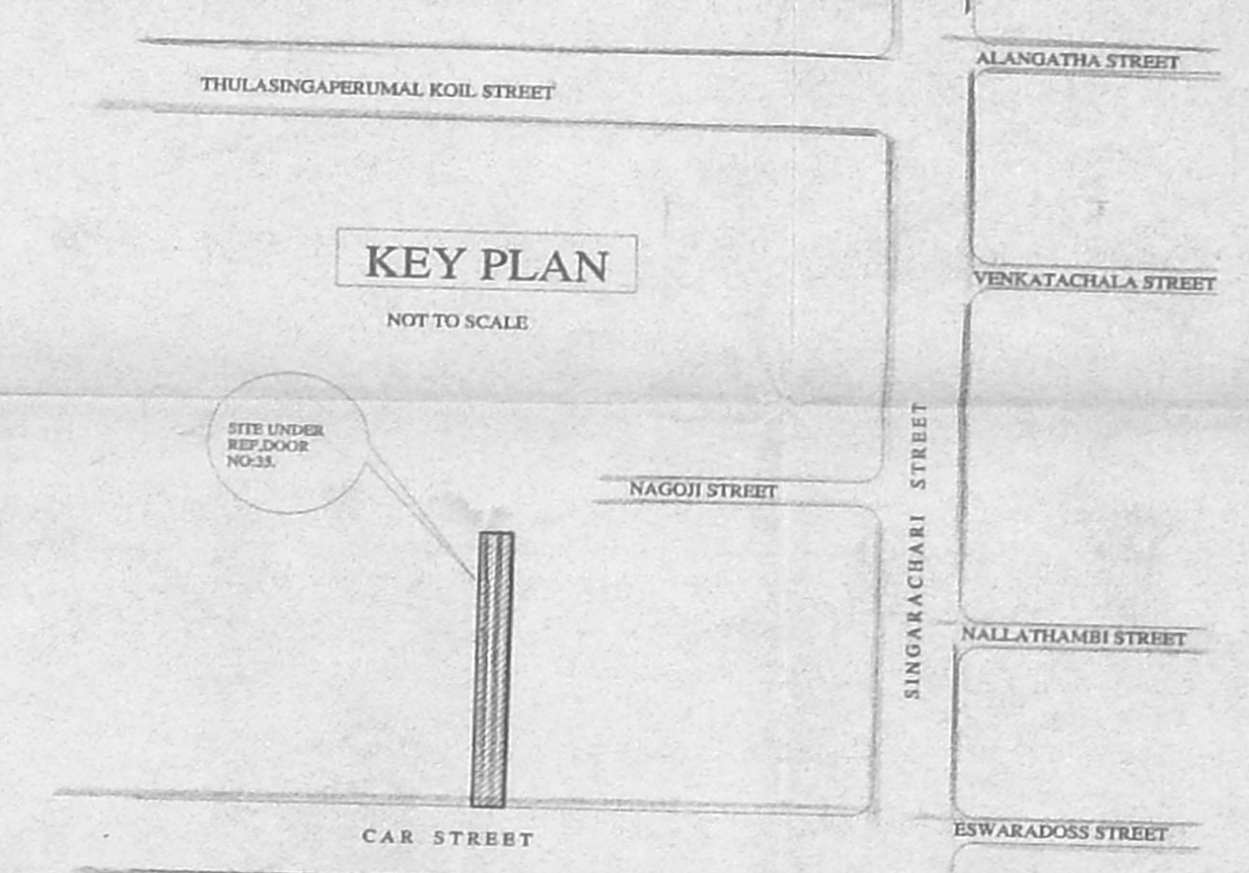 ALANGATHA STREET
THULASINGAPERUMAL KOIL STREET
KEY PLAN
VENKATACHALA STREET
NOT TO SCALE
SITE UNDER
REF.DOOR
NO:35.
NAGOJI STREET
SINGARACHARI STREET
NALLATHAMBI STREET
CAR STREET
ESWARADOSS STREET